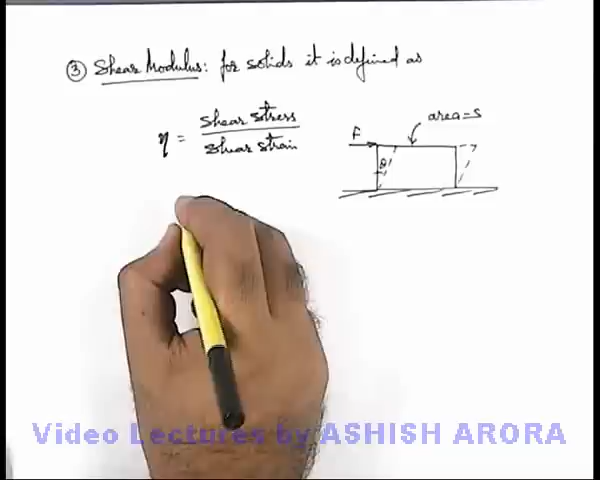 ③ Shear Modulus: for solids it is defined as
η = Shear Stress / Shear Strain
F
area = S
θ
Video Lectures by ASHISH ARORA